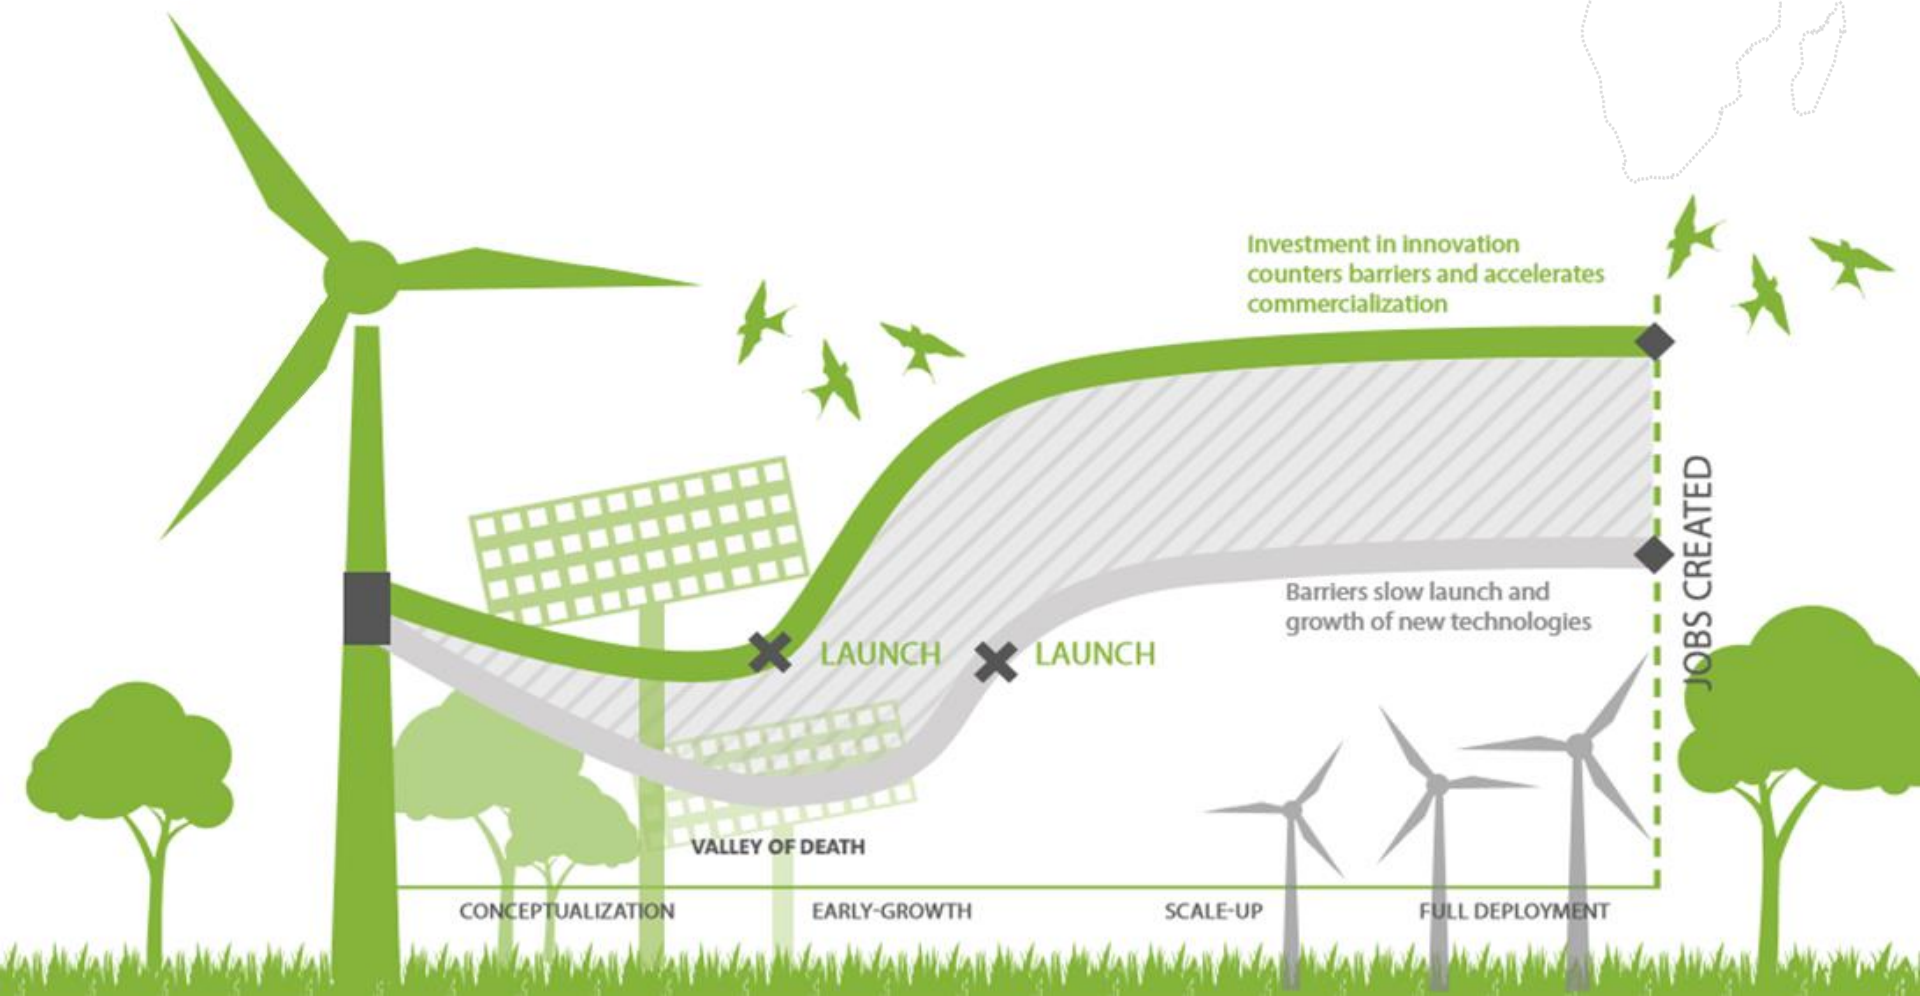 Investment in innovation
counters barriers and accelerates
commercialization
JOBS CREATED
Barriers slow launch and
growth of new technologies
LAUNCH
LAUNCH
VALLEY OF DEATH
CONCEPTUALIZATION
EARLY-GROWTH
SCALE-UP
FULL DEPLOYMENT